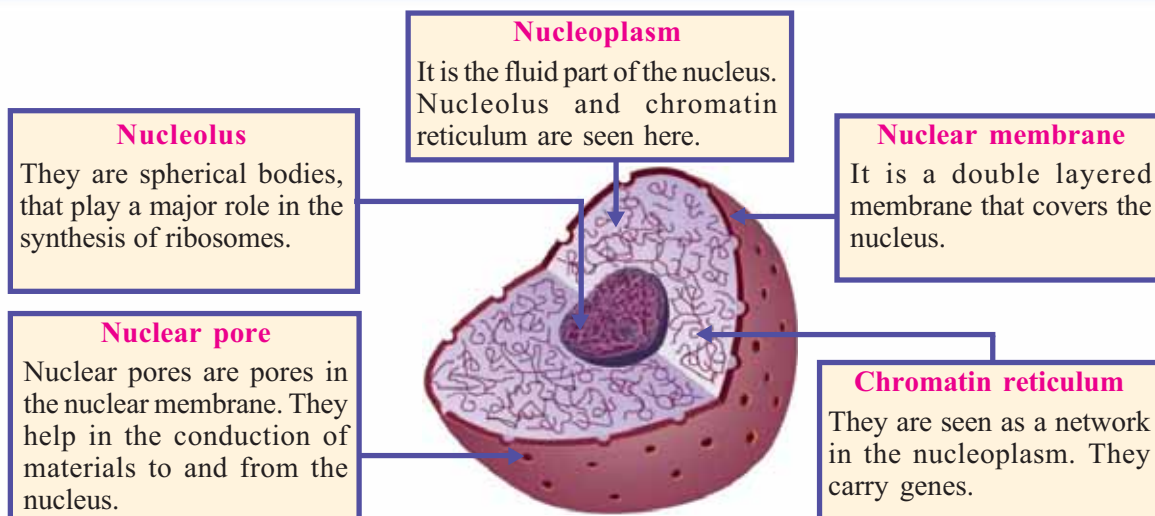 Nucleoplasm
It is the fluid part of the nucleus.
Nucleolus and chromatin
reticulum are seen here.
Nucleolus
They are spherical bodies,
that play a major role in the
synthesis of ribosomes.
Nuclear membrane
It is a double layered
membrane that covers the
nucleus.
Nuclear pore
Nuclear pores are pores in
the nuclear membrane. They
help in the conduction of
materials to and from the
nucleus.
Chromatin reticulum
They are seen as a network
in the nucleoplasm. They
carry genes.